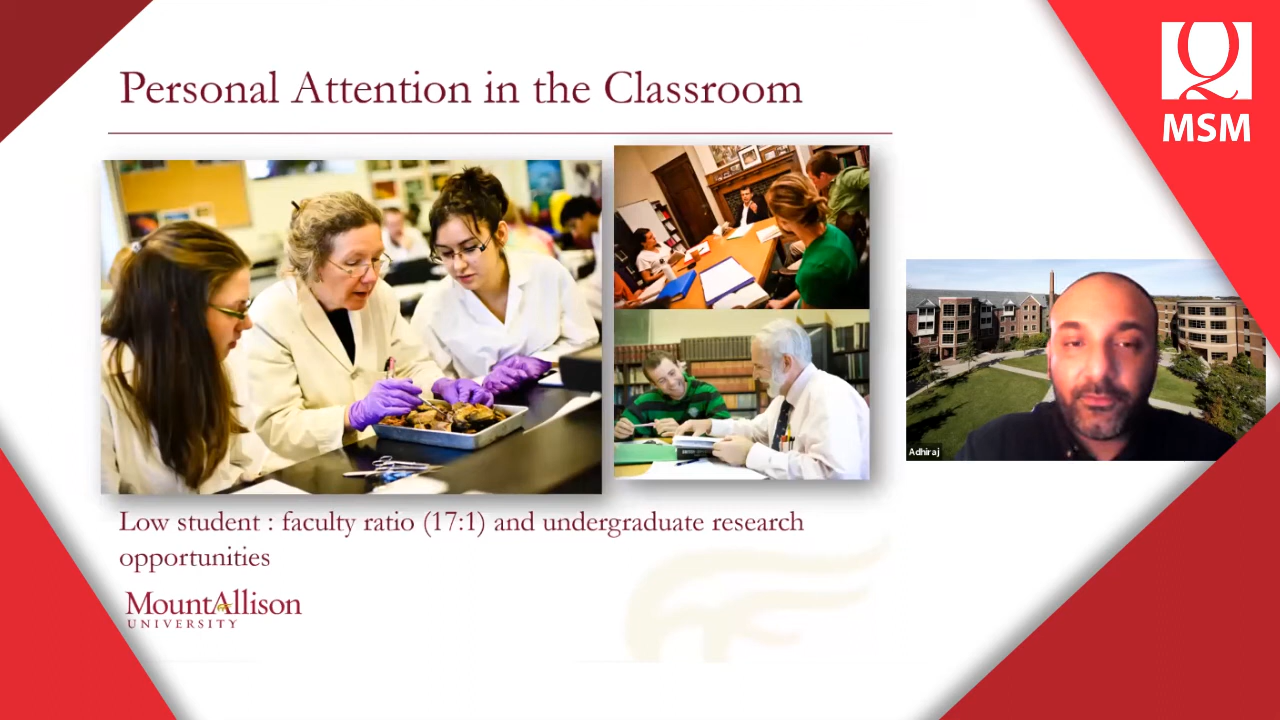 Personal Attention in the Classroom
MSM
Adhiraj
Low student : faculty ratio (17:1) and undergraduate research
opportunities
MountAllison
UNIVERSITY